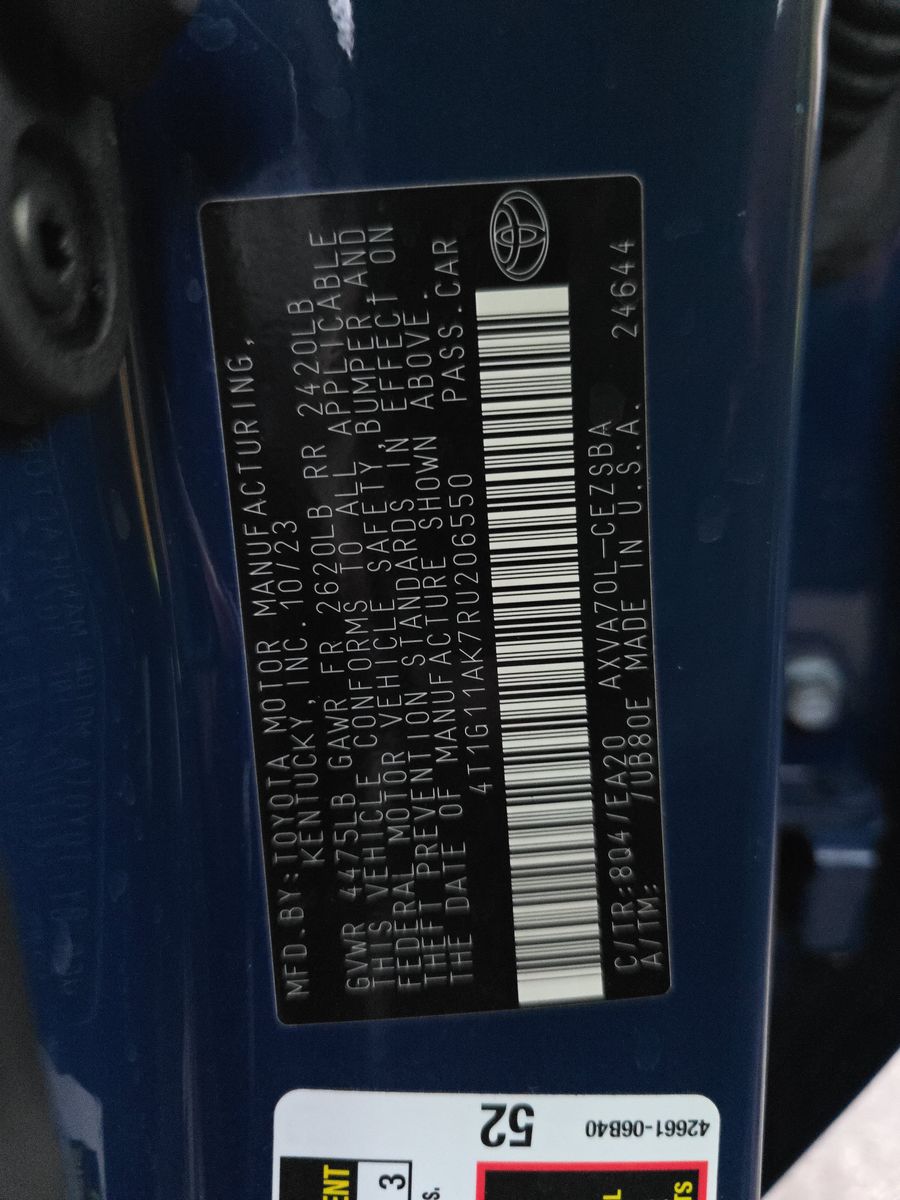 MFD.BY:TOYOTA MOTOR MANUFACTURING,
KENTUCKY,INC. 10/23
GVWR 4475LB GAWR FR 2620LB RR 2420LB
THIS VEHICLE CONFORMS TO ALL APPLICABLE
FEDERAL MOTOR VEHICLE SAFETY,BUMPER,AND
THEFT PREVENTION STANDARDS IN EFFECT ON
THE DATE OF MANUFACTURE SHOWN ABOVE.
4T1G11AK7RU206550 PASS.CAR
C/TR:8Q4/EA20 AXVA70L-CEZSBA
A/TM: /UB80E MADE IN U.S.A. 24644
52
42661-06B40
ENT
3
S.
L
TS